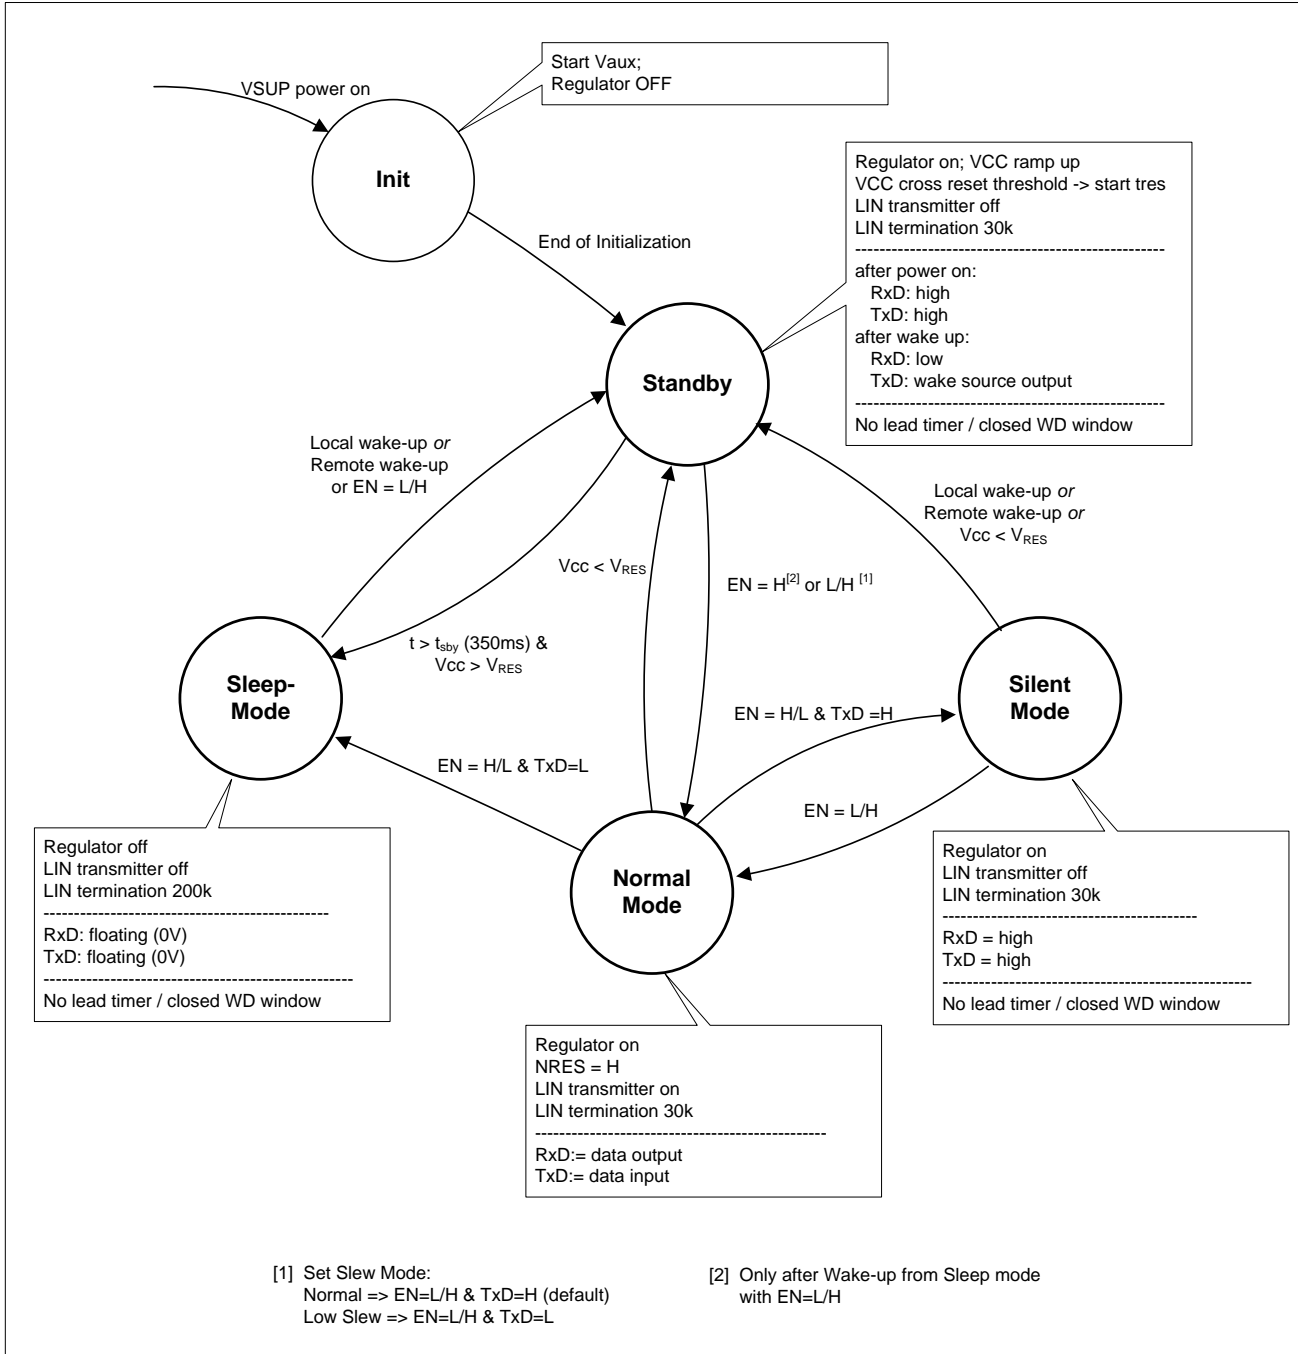 VSUP power on
Start Vaux;
Regulator OFF
Init
End of Initialization
Regulator on; VCC ramp up
VCC cross reset threshold -> start tres
LIN transmitter off
LIN termination 30k
---------------------------------------------------
after power on:
RxD: high
TxD: high
after wake up:
RxD: low
TxD: wake source output
---------------------------------------------------
No lead timer / closed WD window
Standby
Local wake-up or
Remote wake-up
or EN = L/H
Local wake-up or
Remote wake-up or
Vcc < VRES
Vcc < VRES
EN = H[2] or L/H [1]
t > tsby (350ms) &
Vcc > VRES
Sleep-
Mode
Silent
Mode
EN = H/L & TxD =H
EN = H/L & TxD=L
EN = L/H
Normal
Mode
Regulator off
LIN transmitter off
LIN termination 200k
-----------------------------------------------
RxD: floating (0V)
TxD: floating (0V)
---------------------------------------------------
No lead timer / closed WD window
Regulator on
LIN transmitter off
LIN termination 30k
------------------------------------------
RxD = high
TxD = high
---------------------------------------------------
No lead timer / closed WD window
Regulator on
NRES = H
LIN transmitter on
LIN termination 30k
------------------------------------------------
RxD:= data output
TxD:= data input
[1] Set Slew Mode:
Normal => EN=L/H & TxD=H (default)
Low Slew => EN=L/H & TxD=L
[2] Only after Wake-up from Sleep mode
with EN=L/H